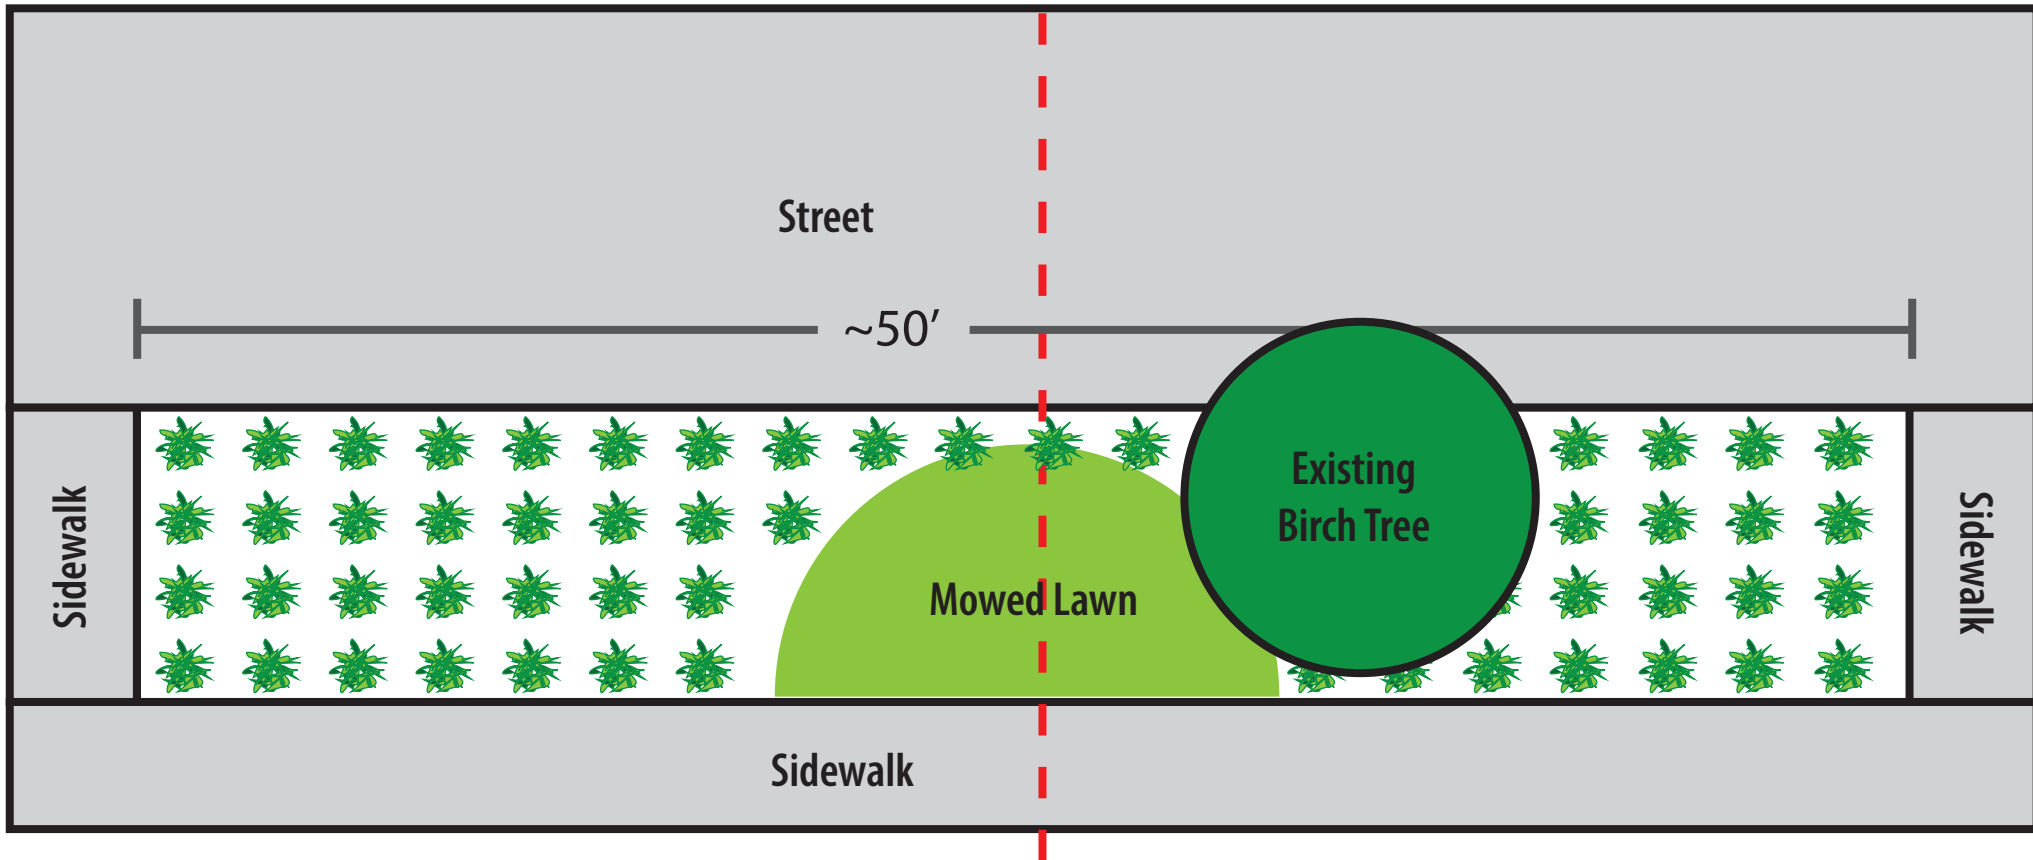 Street
~50′
Existing
Birch Tree
Sidewalk
Sidewalk
Mowed Lawn
Sidewalk